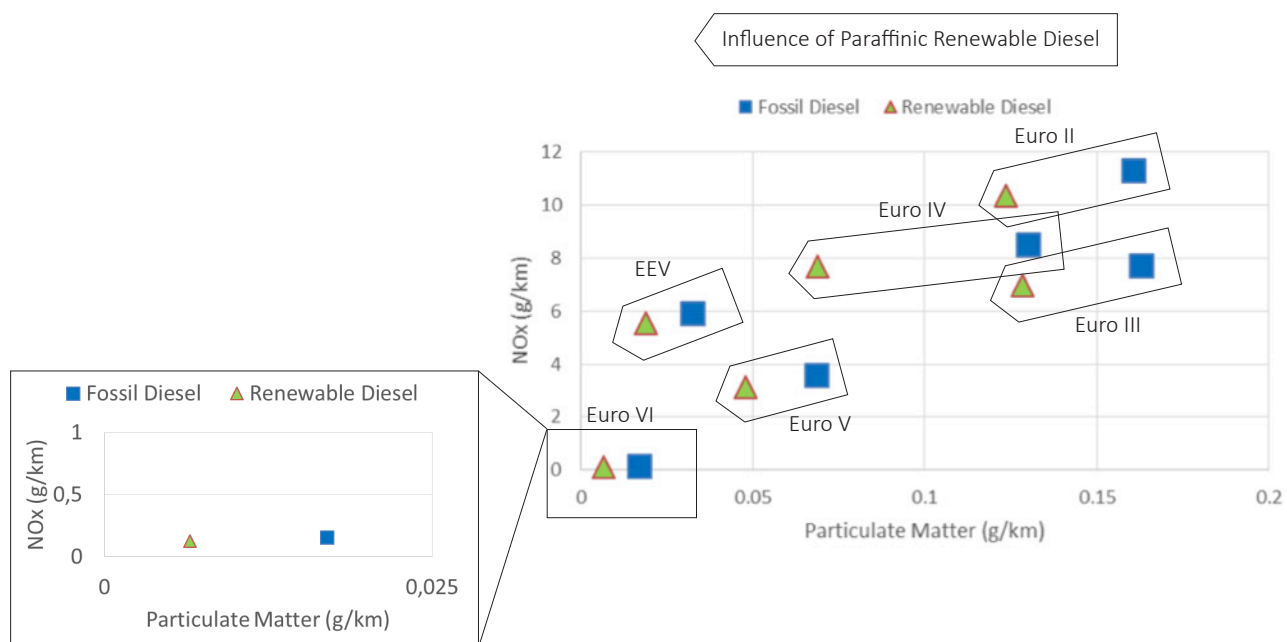 Influence of Paraffinic Renewable Diesel
Fossil Diesel Renewable Diesel
Euro II
12
10
Euro IV
8
EEV
NOx (g/km)
6
Euro III
4
Euro VI
Euro V
2
0
0 0.05 0.1 0.15 0.2
Particulate Matter (g/km)
Fossil Diesel Renewable Diesel
1
NOx (g/km)
0,5
0
0 0,025
Particulate Matter (g/km)